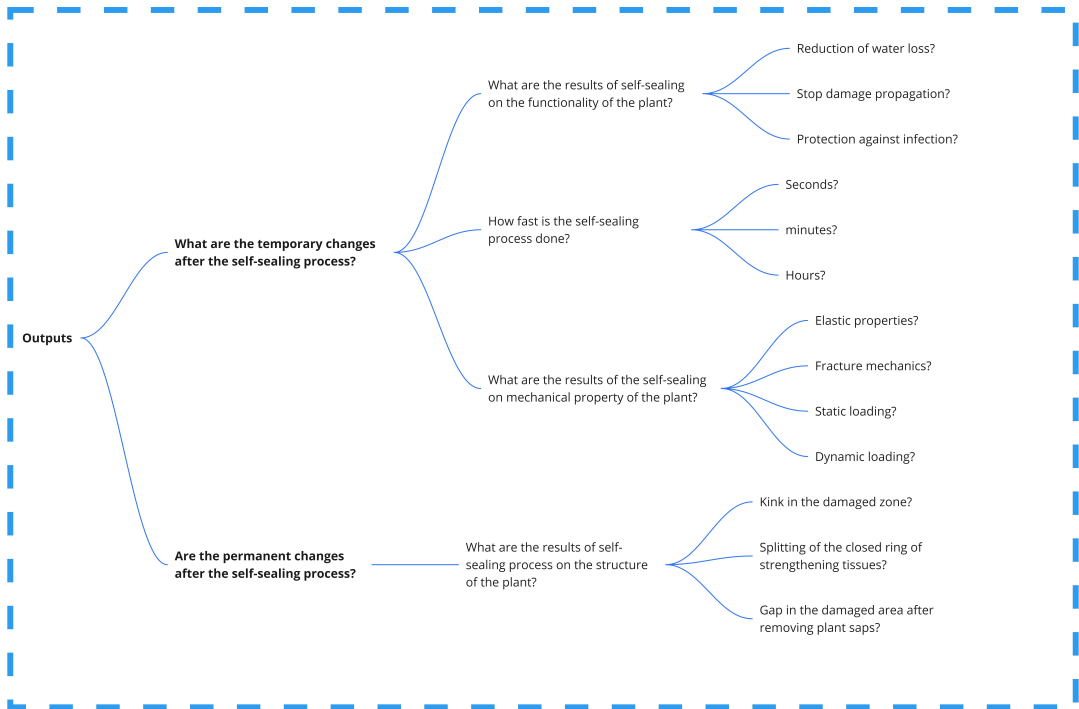 Outputs
What are the temporary changes
after the self-sealing process?
What are the results of self-sealing
on the functionality of the plant?
Reduction of water loss?
Stop damage propagation?
Protection against infection?
How fast is the self-sealing
process done?
Seconds?
minutes?
Hours?
What are the results of the self-sealing
on mechanical property of the plant?
Elastic properties?
Fracture mechanics?
Static loading?
Dynamic loading?
Are the permanent changes
after the self-sealing process?
What are the results of self-
sealing process on the structure
of the plant?
Kink in the damaged zone?
Splitting of the closed ring of
strengthening tissues?
Gap in the damaged area after
removing plant saps?